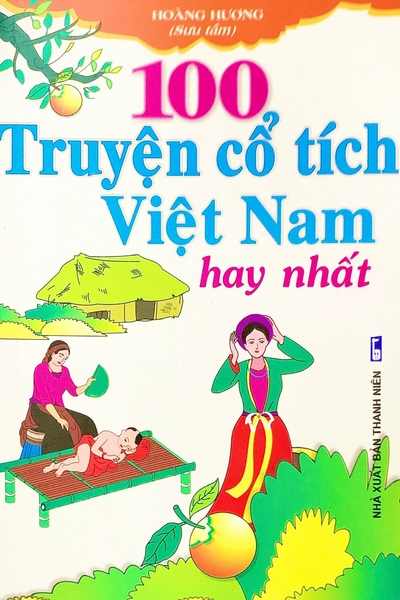 HOÀNG HƯƠNG
(Sưu tầm)
100
Truyện cổ tích
Việt Nam
hay nhất
NHÀ XUẤT BẢN THANH NIÊN